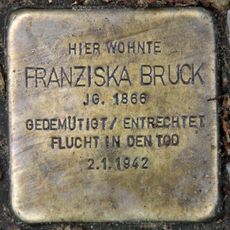 HIER WOHNTE
FRANZISKA BRUCK
JG. 1866
GEDEMÜTIGT / ENTRECHTET
FLUCHT IN DEN TOD
2.1.1942